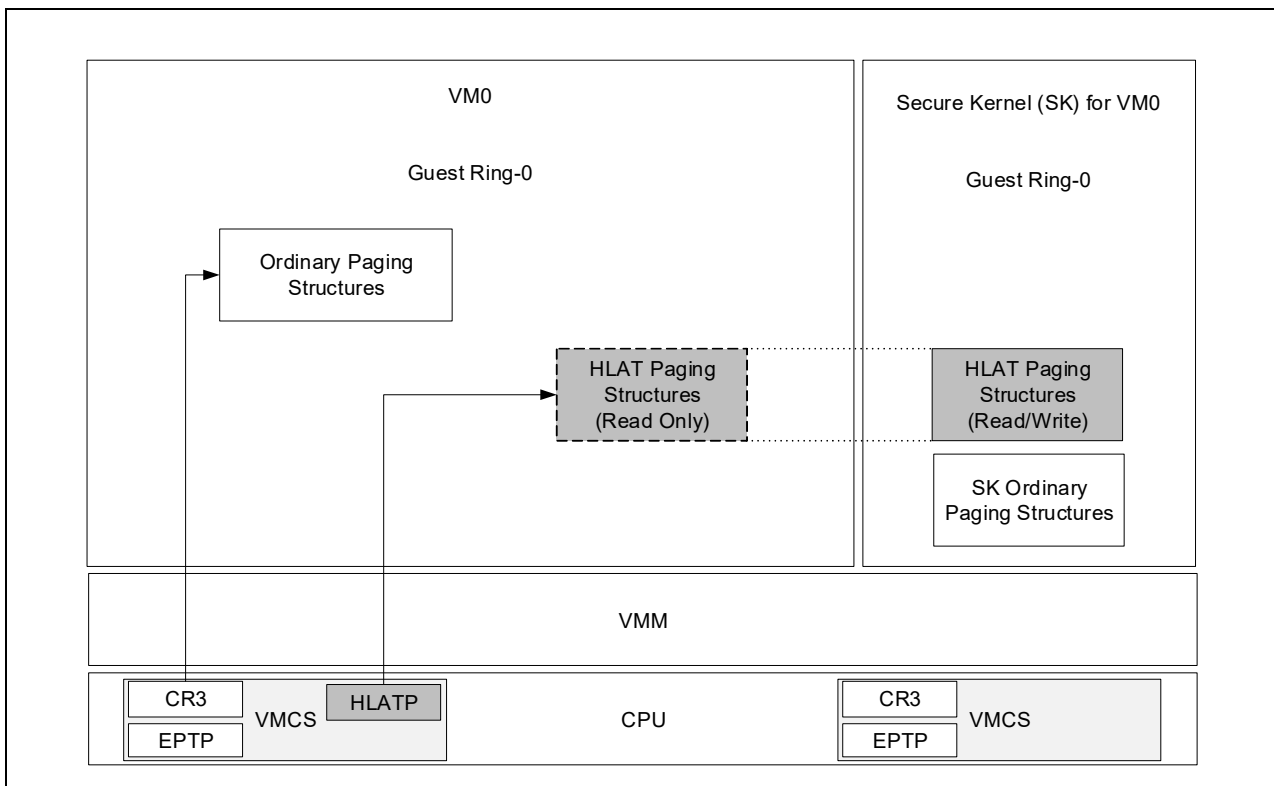 VM0
Secure Kernel (SK) for VM0
Guest Ring-0
Guest Ring-0
Ordinary Paging
Structures
HLAT Paging
Structures
(Read Only)
HLAT Paging
Structures
(Read/Write)
SK Ordinary
Paging Structures
VMM
CR3
EPTP
VMCS
HLATP
CPU
CR3
EPTP
VMCS